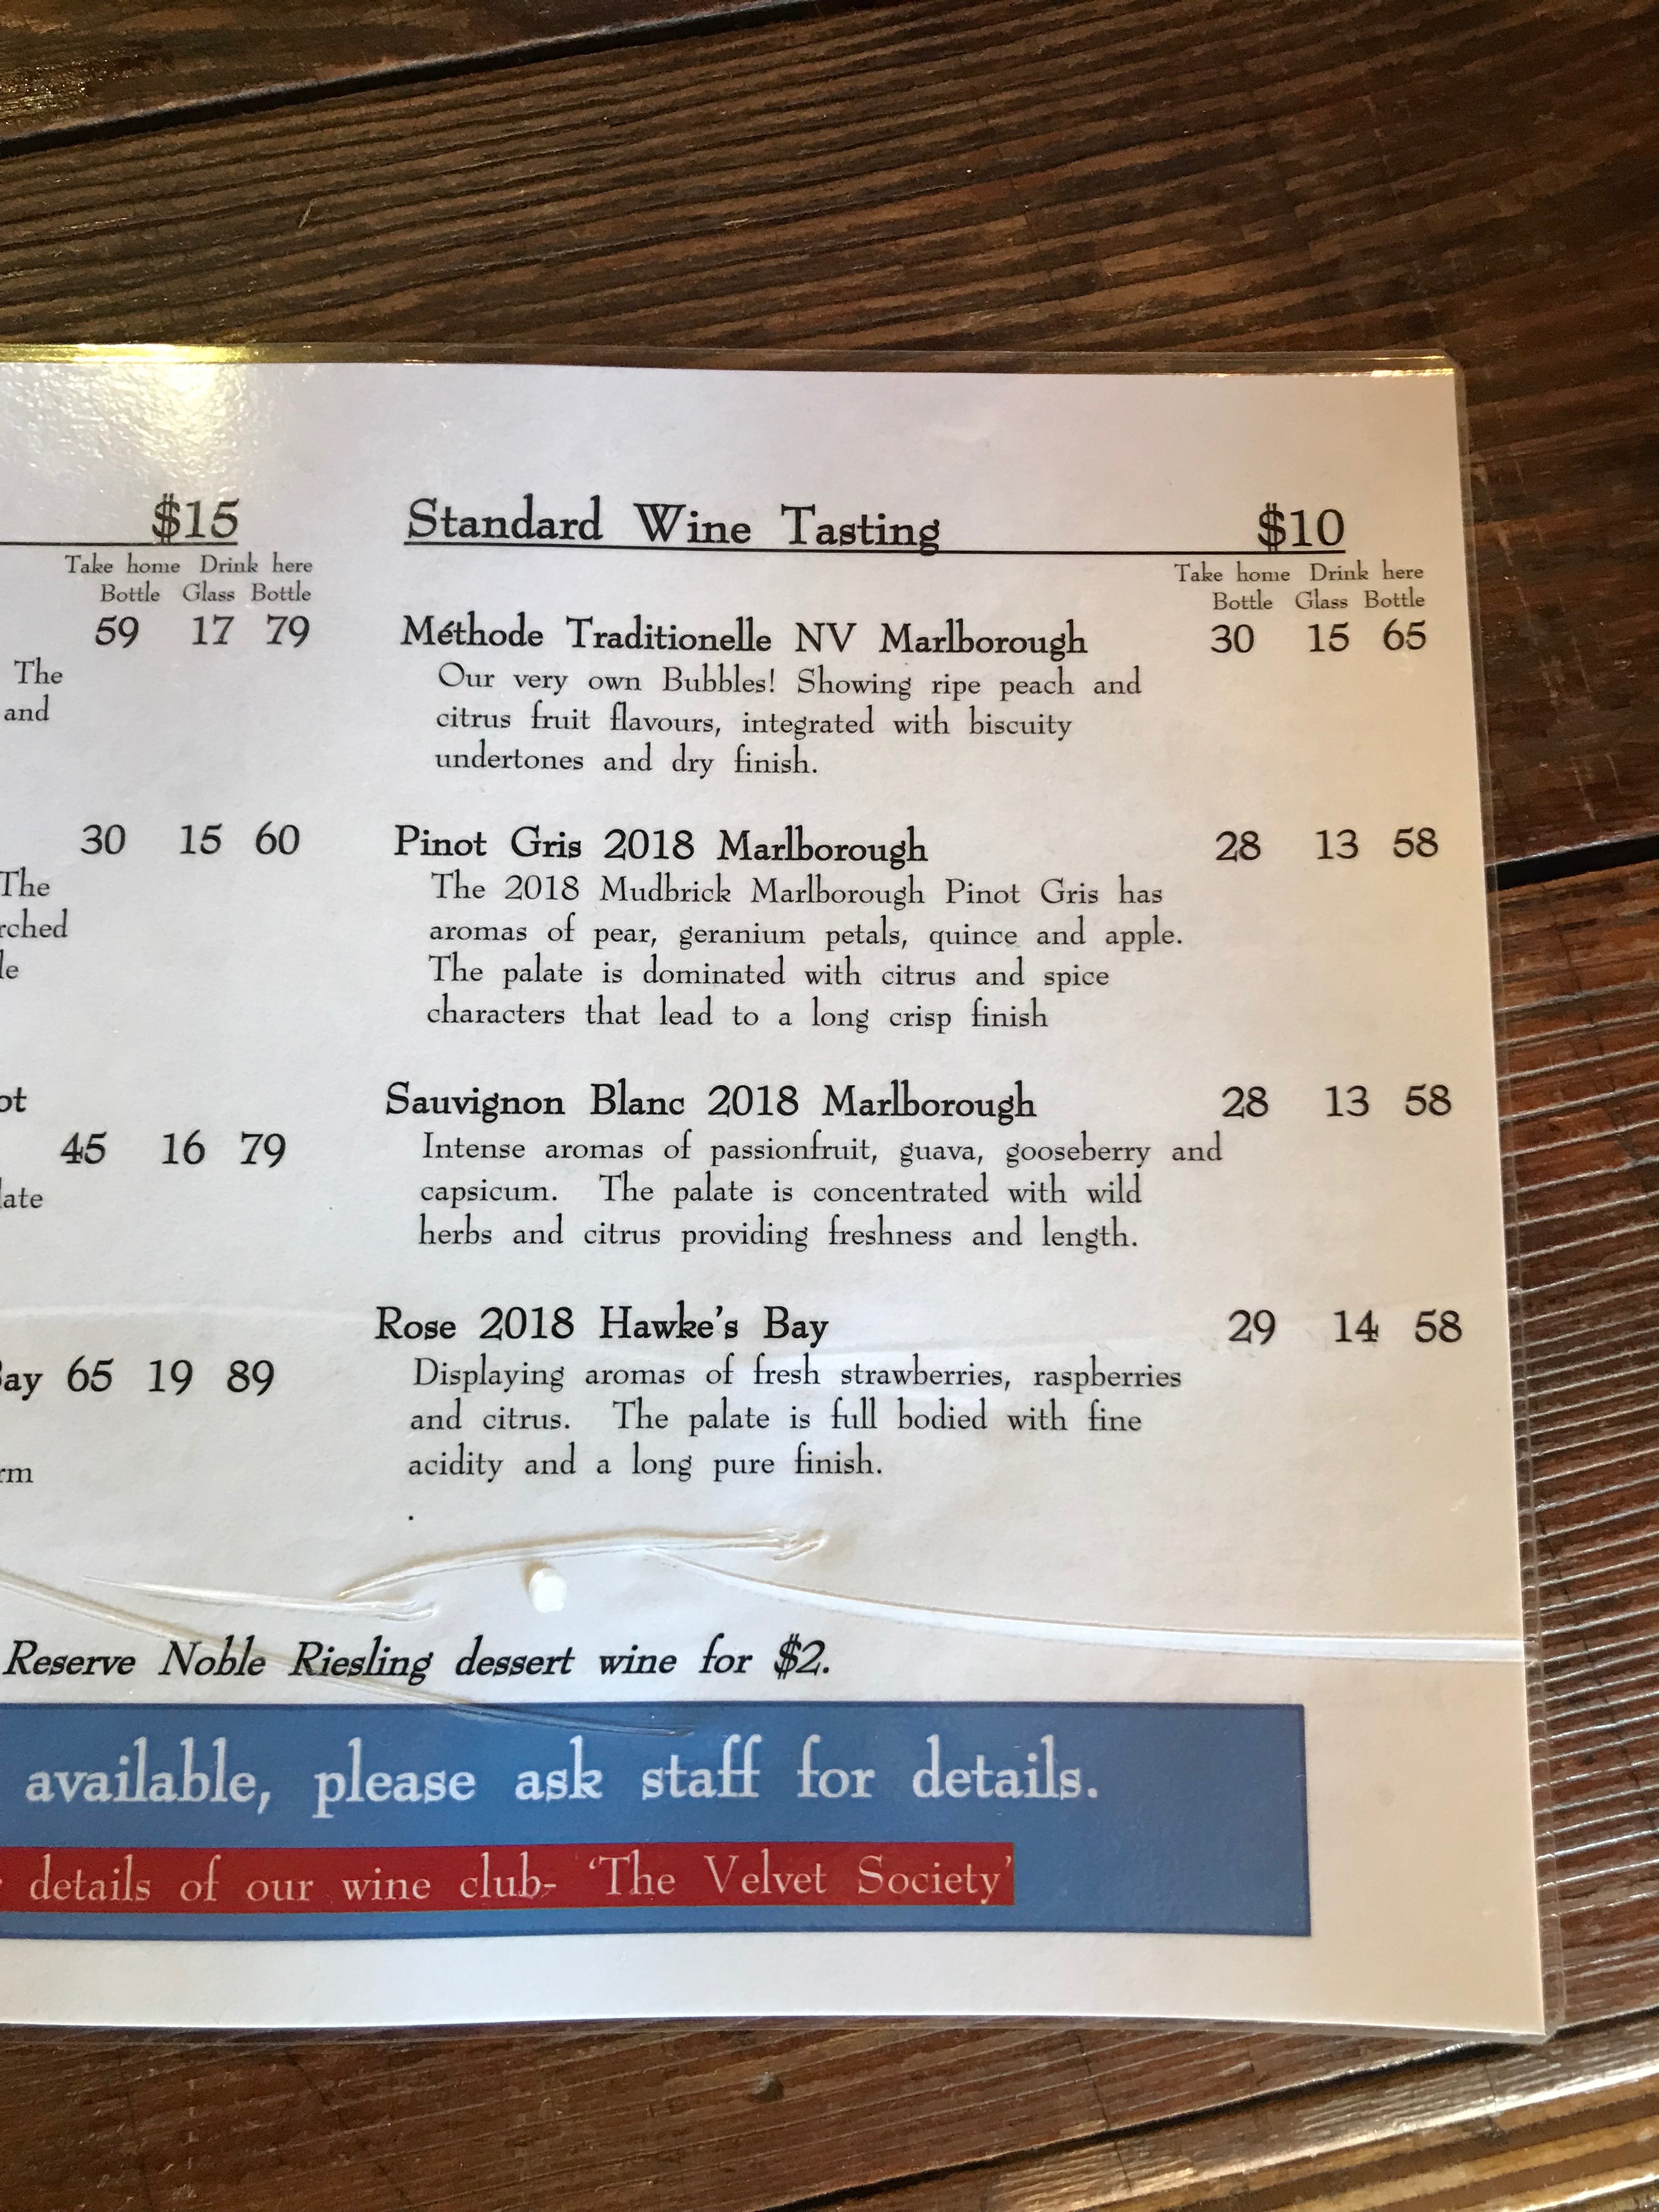 $15
Take home Drink here
Bottle Glass Bottle
59 17 79
The
and
30 15 60
The
45 16 79
65 19 89
Standard Wine Tasting $10
Take home Drink here
Bottle Glass Bottle
Méthode Traditionelle NV Marlborough 30 15 65
Our very own Bubbles! Showing ripe peach and
citrus fruit flavours, integrated with biscuity
undertones and dry finish.
Pinot Gris 2018 Marlborough 28 13 58
The 2018 Mudbrick Marlborough Pinot Gris has
aromas of pear, geranium petals, quince and apple.
The palate is dominated with citrus and spice
characters that lead to a long crisp finish
Sauvignon Blanc 2018 Marlborough 28 13 58
Intense aromas of passionfruit, guava, gooseberry and
capsicum. The palate is concentrated with wild
herbs and citrus providing freshness and length.
Rose 2018 Hawke's Bay 29 14 58
Displaying aromas of fresh strawberries, raspberries
and citrus. The palate is full bodied with fine
acidity and a long pure finish.
.
Reserve Noble Riesling dessert wine for $2.
available, please ask staff for details.
details of our wine club- 'The Velvet Society'